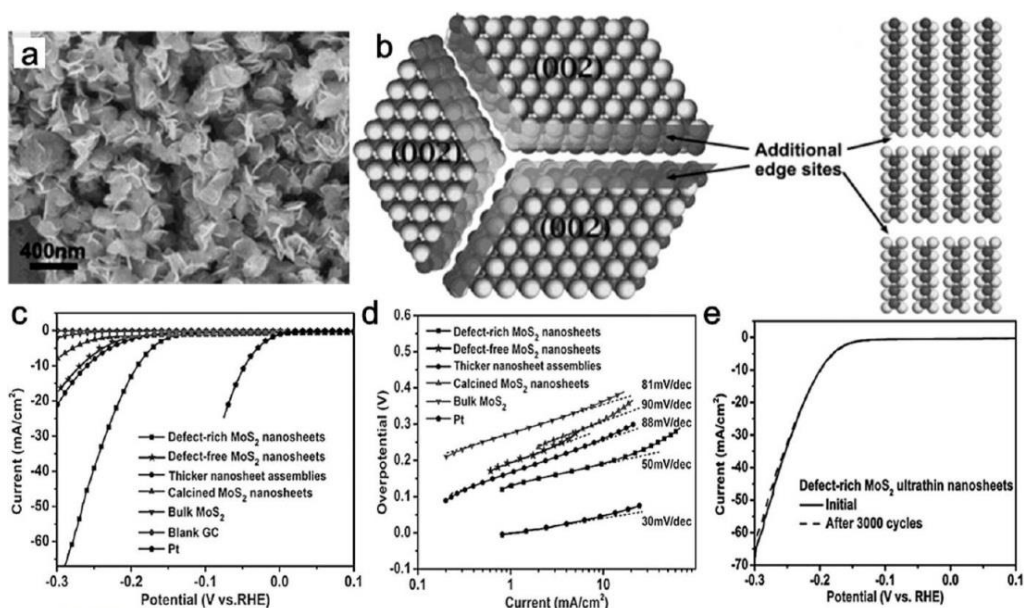 a
400nm
b
(002)
(002)
(002)
Additional
edge sites
c
0
-10
-20
-30
-40
-50
-60
Current (mA/cm²)
Defect-rich MoS₂ nanosheets
Defect-free MoS₂ nanosheets
Thicker nanosheet assemblies
Calcined MoS₂ nanosheets
Bulk MoS₂
Blank GC
Pt
-0.3 -0.2 -0.1 0.0 0.1
Potential (V vs.RHE)
d
0.6
0.5
0.4
0.3
0.2
0.1
0.0
-0.1
Overpotential (V)
Defect-rich MoS₂ nanosheets
Defect-free MoS₂ nanosheets
Thicker nanosheet assemblies
Calcined MoS₂ nanosheets
Bulk MoS₂
Pt
81mV/dec
90mV/dec
88mV/dec
50mV/dec
30mV/dec
0.1 1 10
Current (mA/cm²)
e
0
-10
-20
-30
-40
-50
-60
-70
Current (mA/cm²)
Defect-rich MoS₂ ultrathin nanosheets
Initial
After 3000 cycles
-0.3 -0.2 -0.1 0.0 0.1
Potential (V vs.RHE)